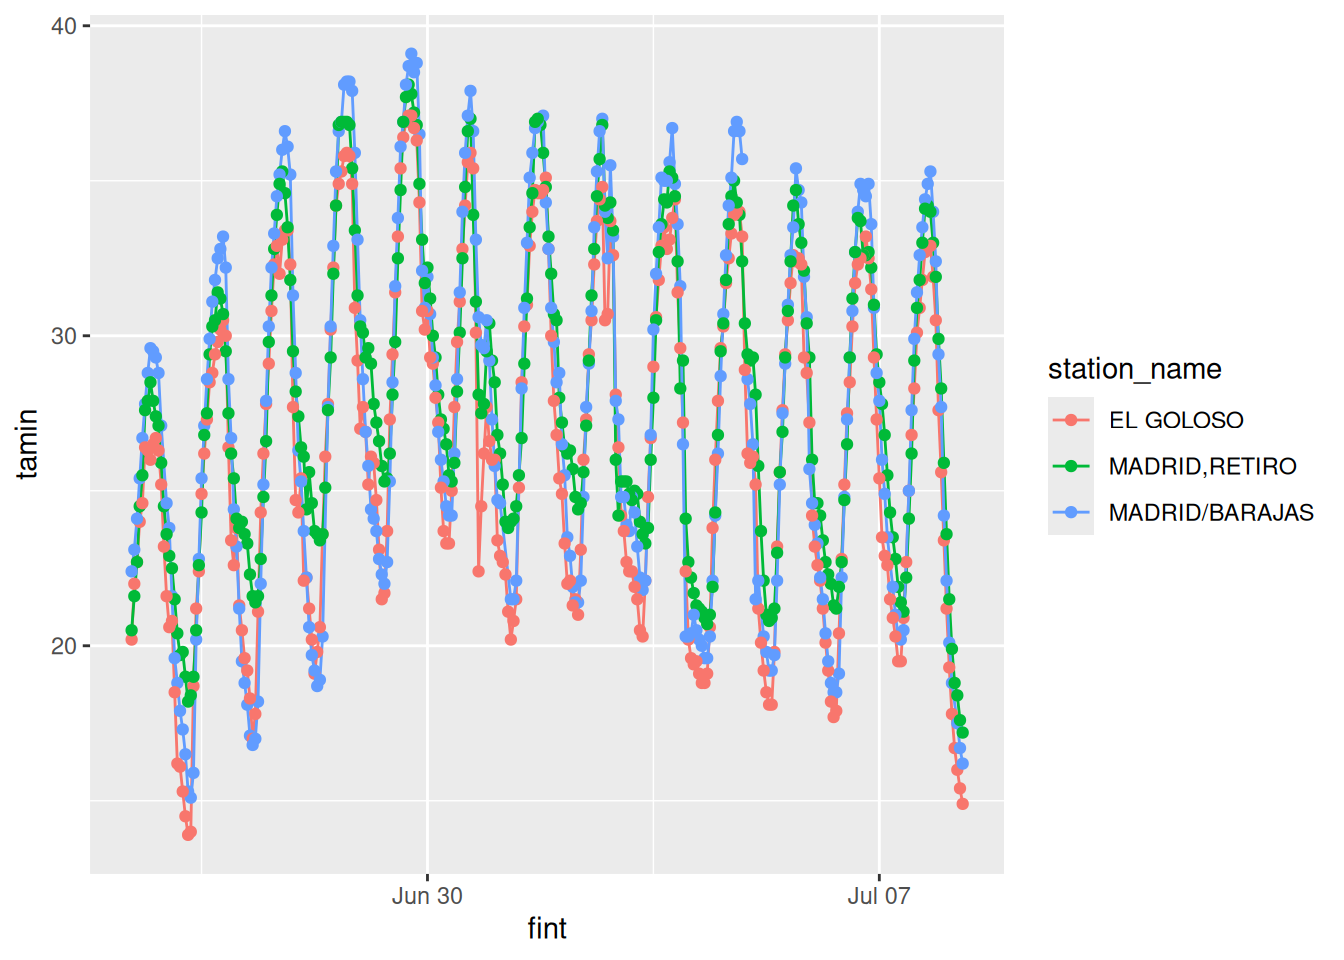 40
30
20
tamin
Jun 30
Jul 07
fint
station_name
EL GOLOSO
MADRID,RETIRO
MADRID/BARAJAS